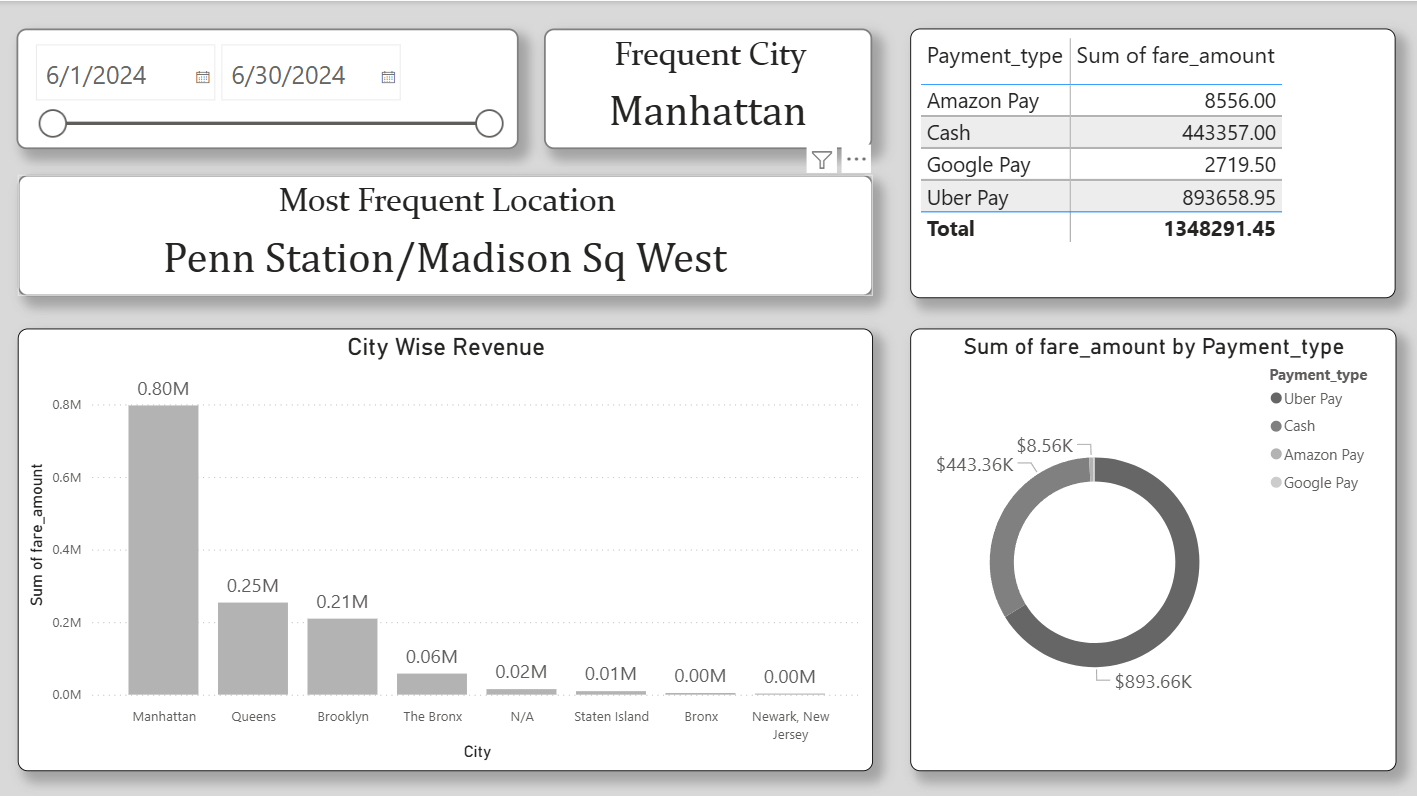 6/1/2024 6/30/2024
Frequent City
Manhattan
Most Frequent Location
Penn Station/Madison Sq West
Payment_type Sum of fare_amount
Amazon Pay 8556.00
Cash 443357.00
Google Pay 2719.50
Uber Pay 893658.95
Total 1348291.45
City Wise Revenue
Sum of fare_amount
0.8M
0.6M
0.4M
0.2M
0.0M
0.80M
0.25M
0.21M
0.06M
0.02M
0.01M
0.00M
0.00M
Manhattan
Queens
Brooklyn
The Bronx
N/A
Staten Island
Bronx
Newark, New
Jersey
City
Sum of fare_amount by Payment_type
Payment_type
Uber Pay
Cash
Amazon Pay
Google Pay
$8.56K
$443.36K
$893.66K